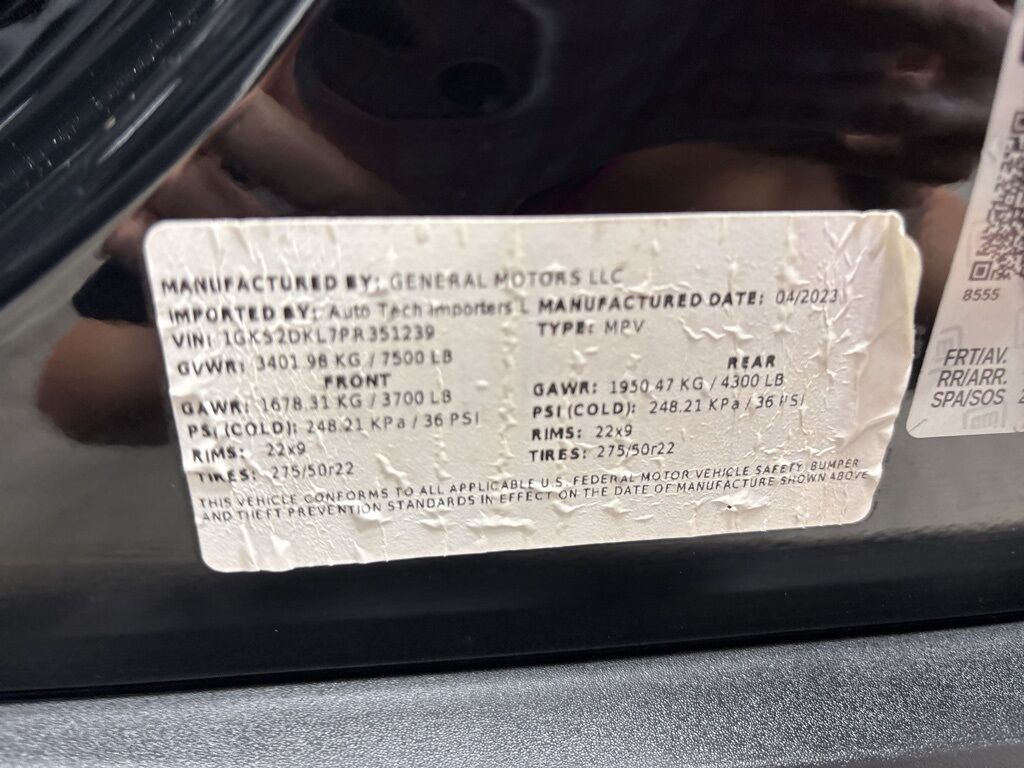 MANUFACTURED BY: GENERAL MOTORS LLC
IMPORTED BY: Auto Tech Importers L MANUFACTURED DATE: 04/2023
VIN: 1GKS2DKL7PR351239 TYPE: MPV
GVWR: 3401.98 KG / 7500 LB
FRONT REAR
GAWR: 1678.31 KG / 3700 LB GAWR: 1950.47 KG / 4300 LB
PSI (COLD): 248.21 KPa / 36 PSI PSI (COLD): 248.21 KPa / 36 PSI
RIMS: 22x9 RIMS: 22x9
TIRES: 275/50r22 TIRES: 275/50r22
THIS VEHICLE CONFORMS TO ALL APPLICABLE U.S. FEDERAL MOTOR VEHICLE SAFETY, BUMPER
AND THEFT PREVENTION STANDARDS IN EFFECT ON THE DATE OF MANUFACTURE SHOWN ABOVE
8555
FRT/AV.
RR/ARR.
SPA/SOS